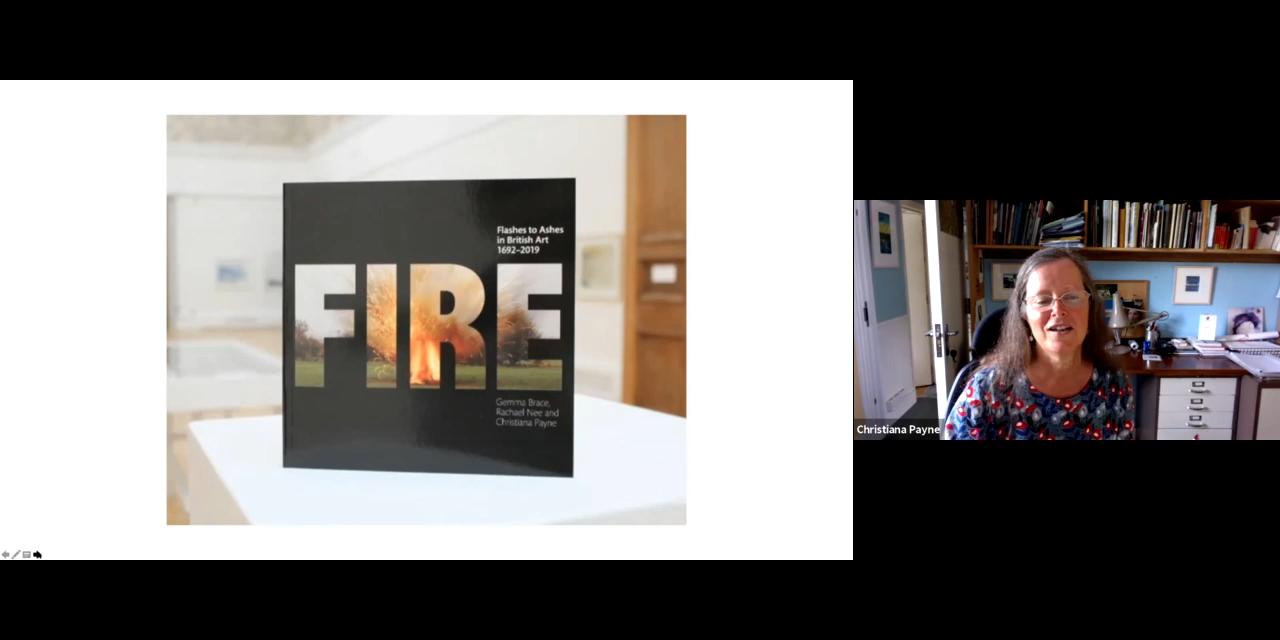 Flashes to Ashes
in British Art
1692–2019
FIRE
Gemma Brace,
Rachael Nee and
Christiana Payne
Christiana Payne